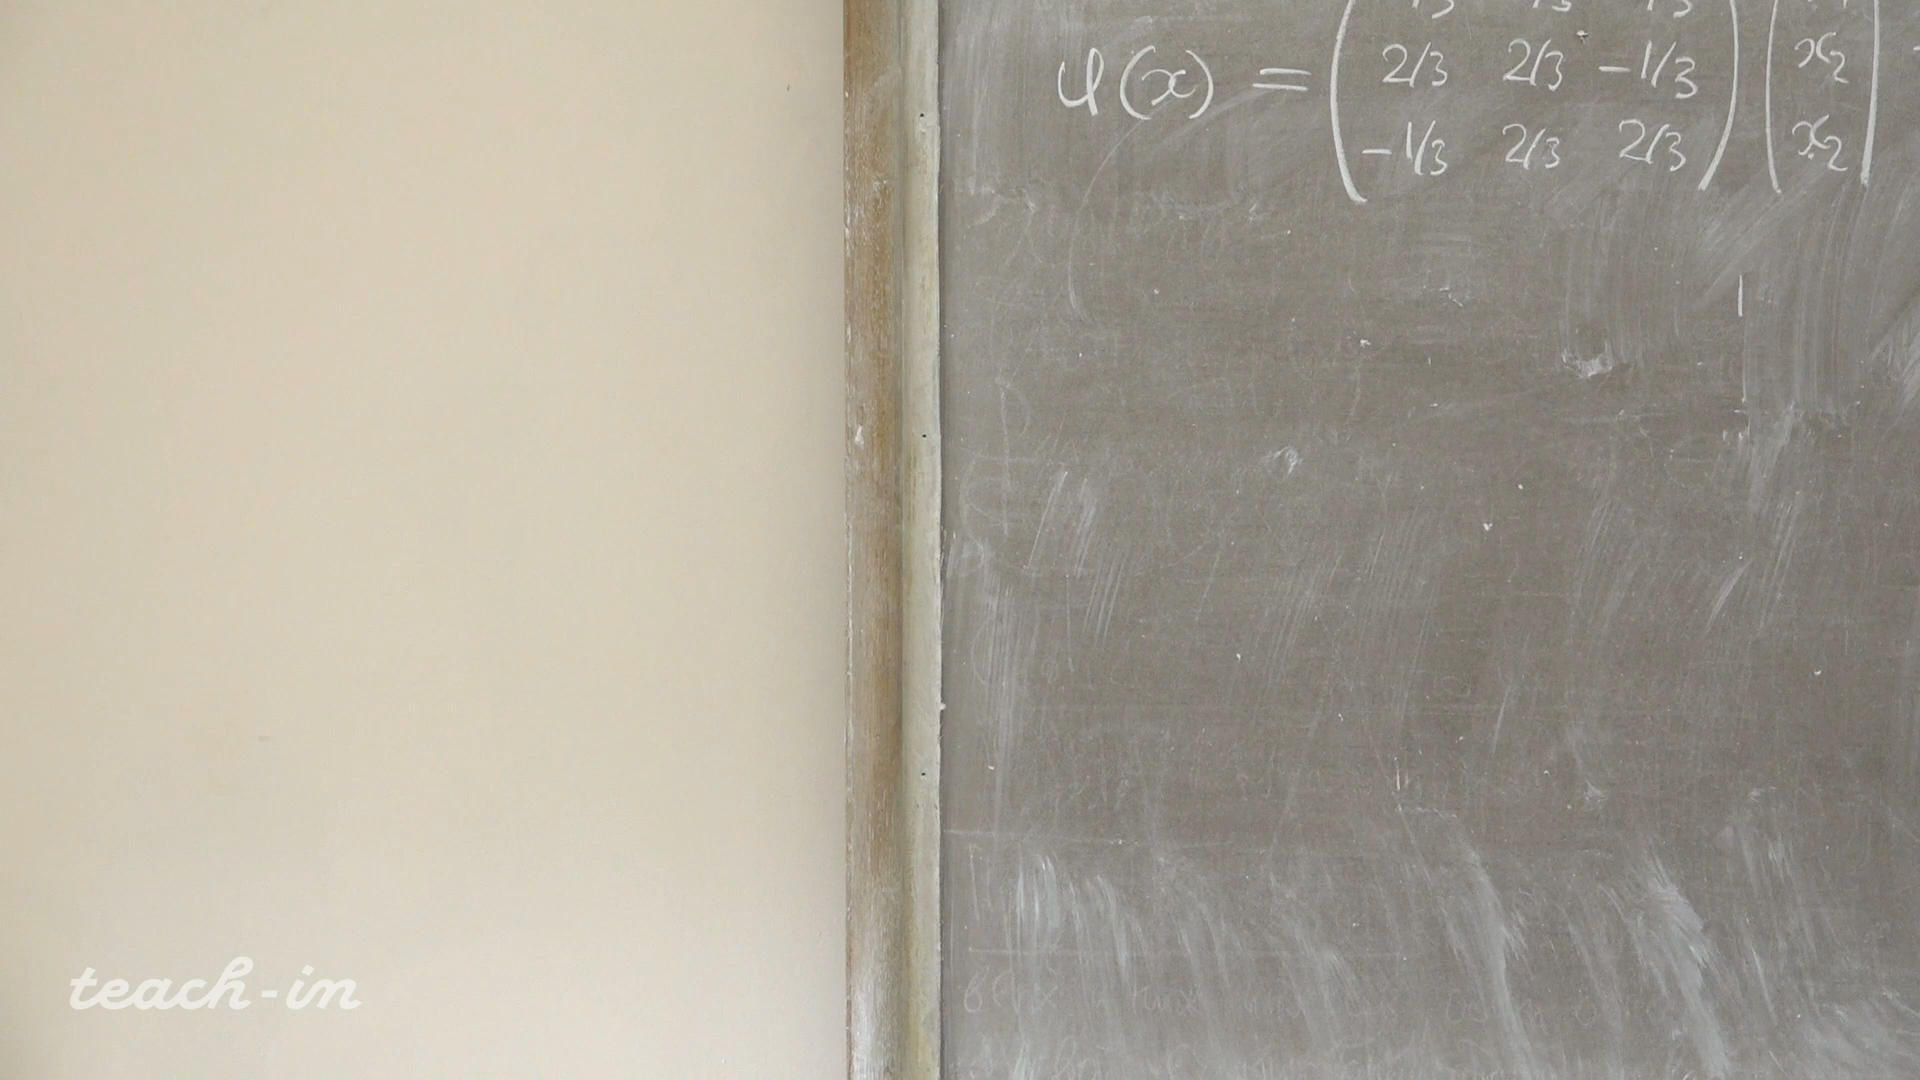 φ(x) =
2/3 2/3 -1/3 x₂
-1/3 2/3 2/3 x₂
teach-in